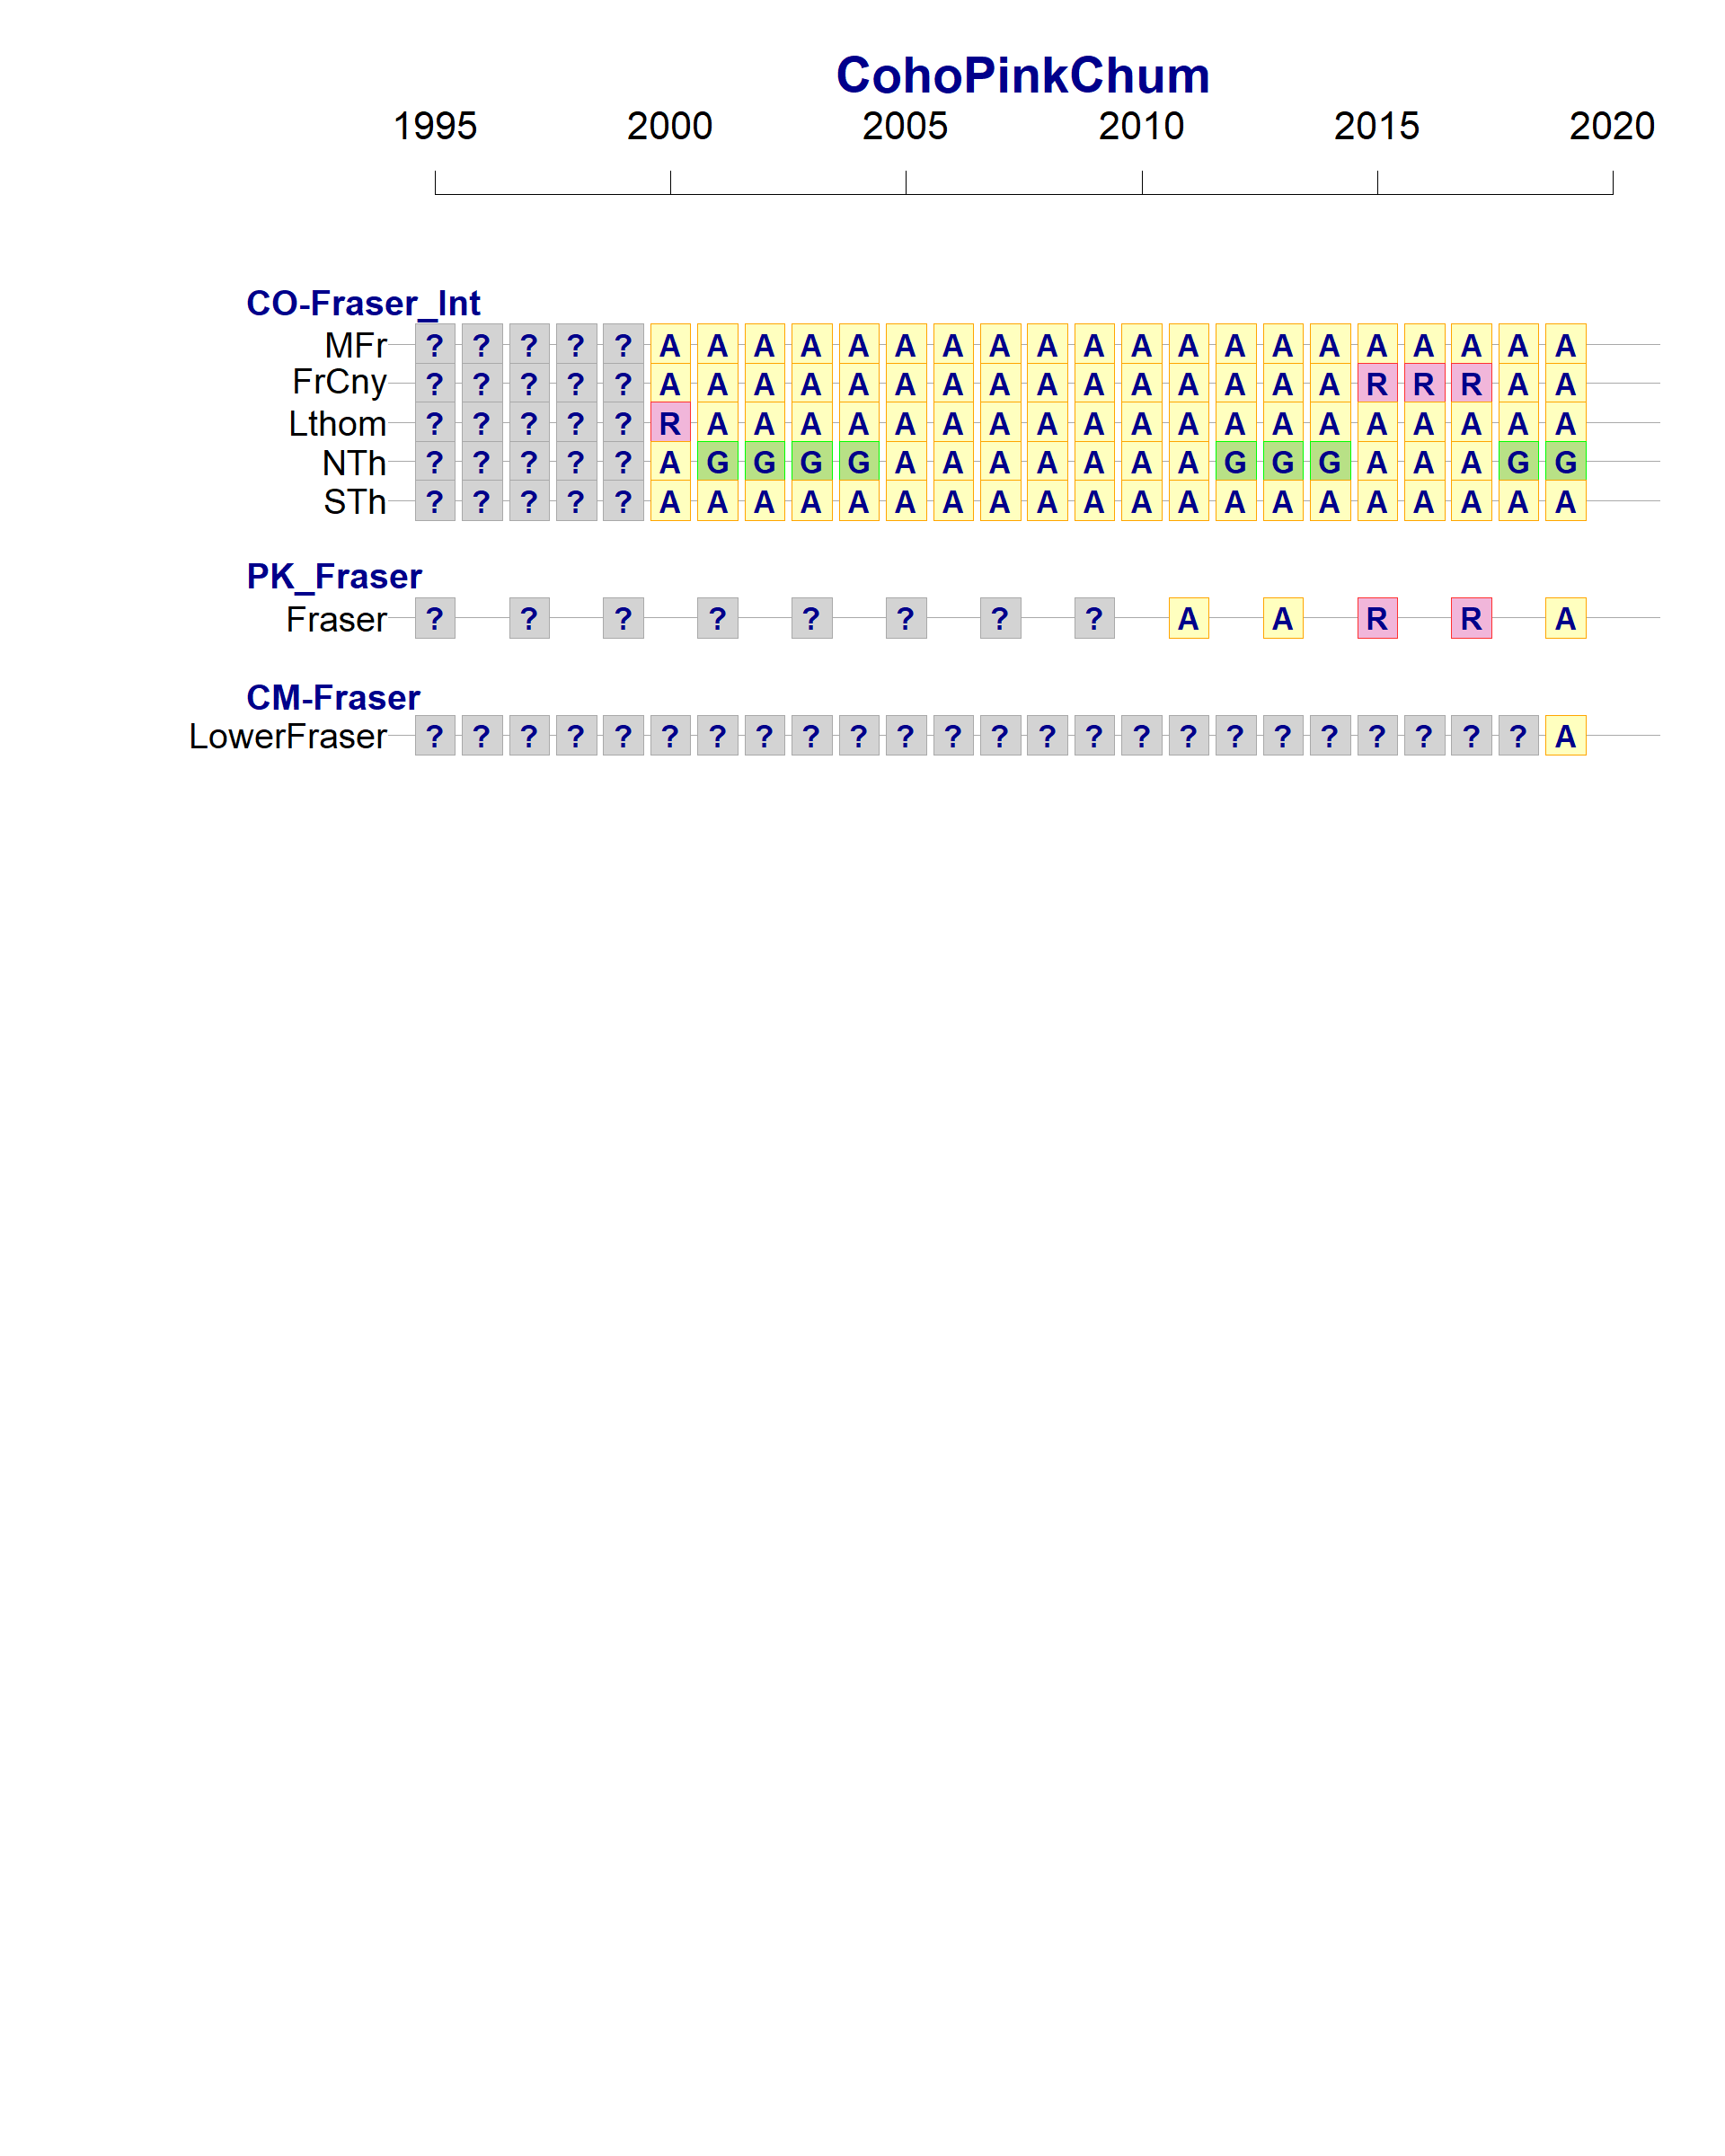 CohoPinkChum
1995 2000 2005 2010 2015 2020
CO-Fraser_Int
MFr ? ? ? ? ? A A A A A A A A A A A A A A A A A A A A
FrCny ? ? ? ? ? A A A A A A A A A A A A A A A R R R A A
Lthom ? ? ? ? ? R A A A A A A A A A A A A A A A A A A A
NTh ? ? ? ? ? A G G G G A A A A A A A G G G A A A G G
STh ? ? ? ? ? A A A A A A A A A A A A A A A A A A A A
PK_Fraser
Fraser ? ? ? ? ? ? ? ? A A R R A
CM-Fraser
LowerFraser ? ? ? ? ? ? ? ? ? ? ? ? ? ? ? ? ? ? ? ? ? ? ? ? A